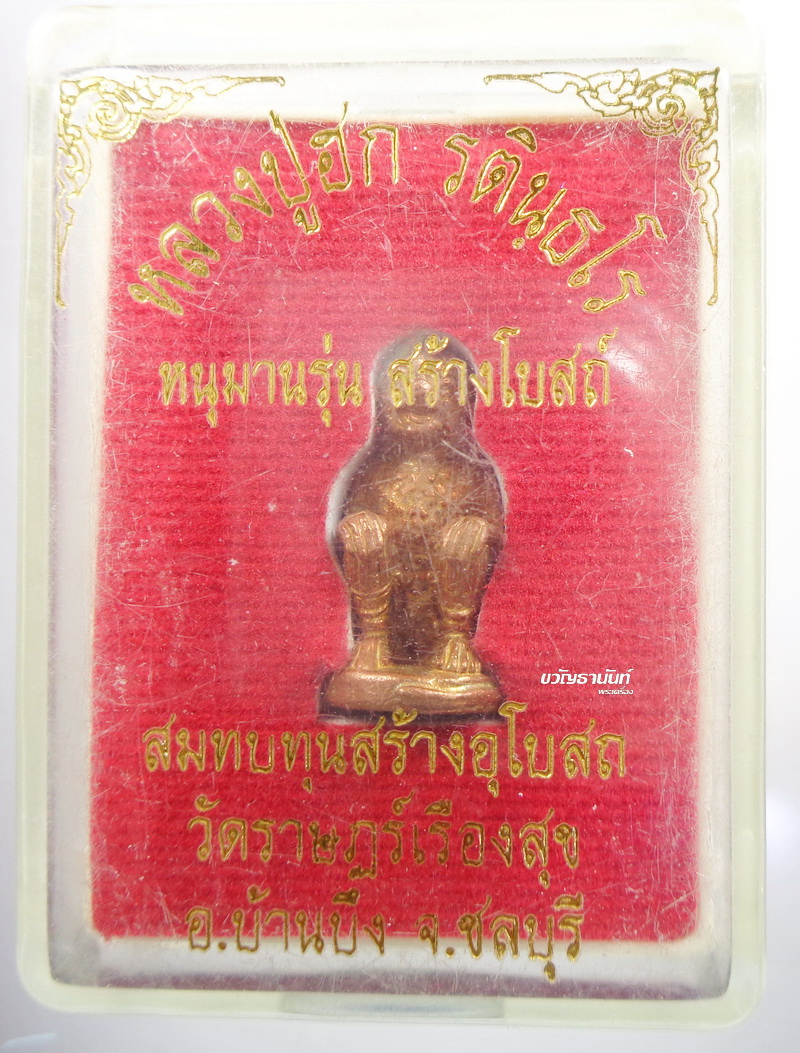 หลวงปู่ฮก รตินฺธโร
หนุมานรุ่น สร้างโบสถ์
ขวัญธานันท์
พระเครื่อง
สมทบทุนสร้างอุโบสถ
วัดราษฎร์เรืองสุข
อ.บ้านบึง จ.ชลบุรี